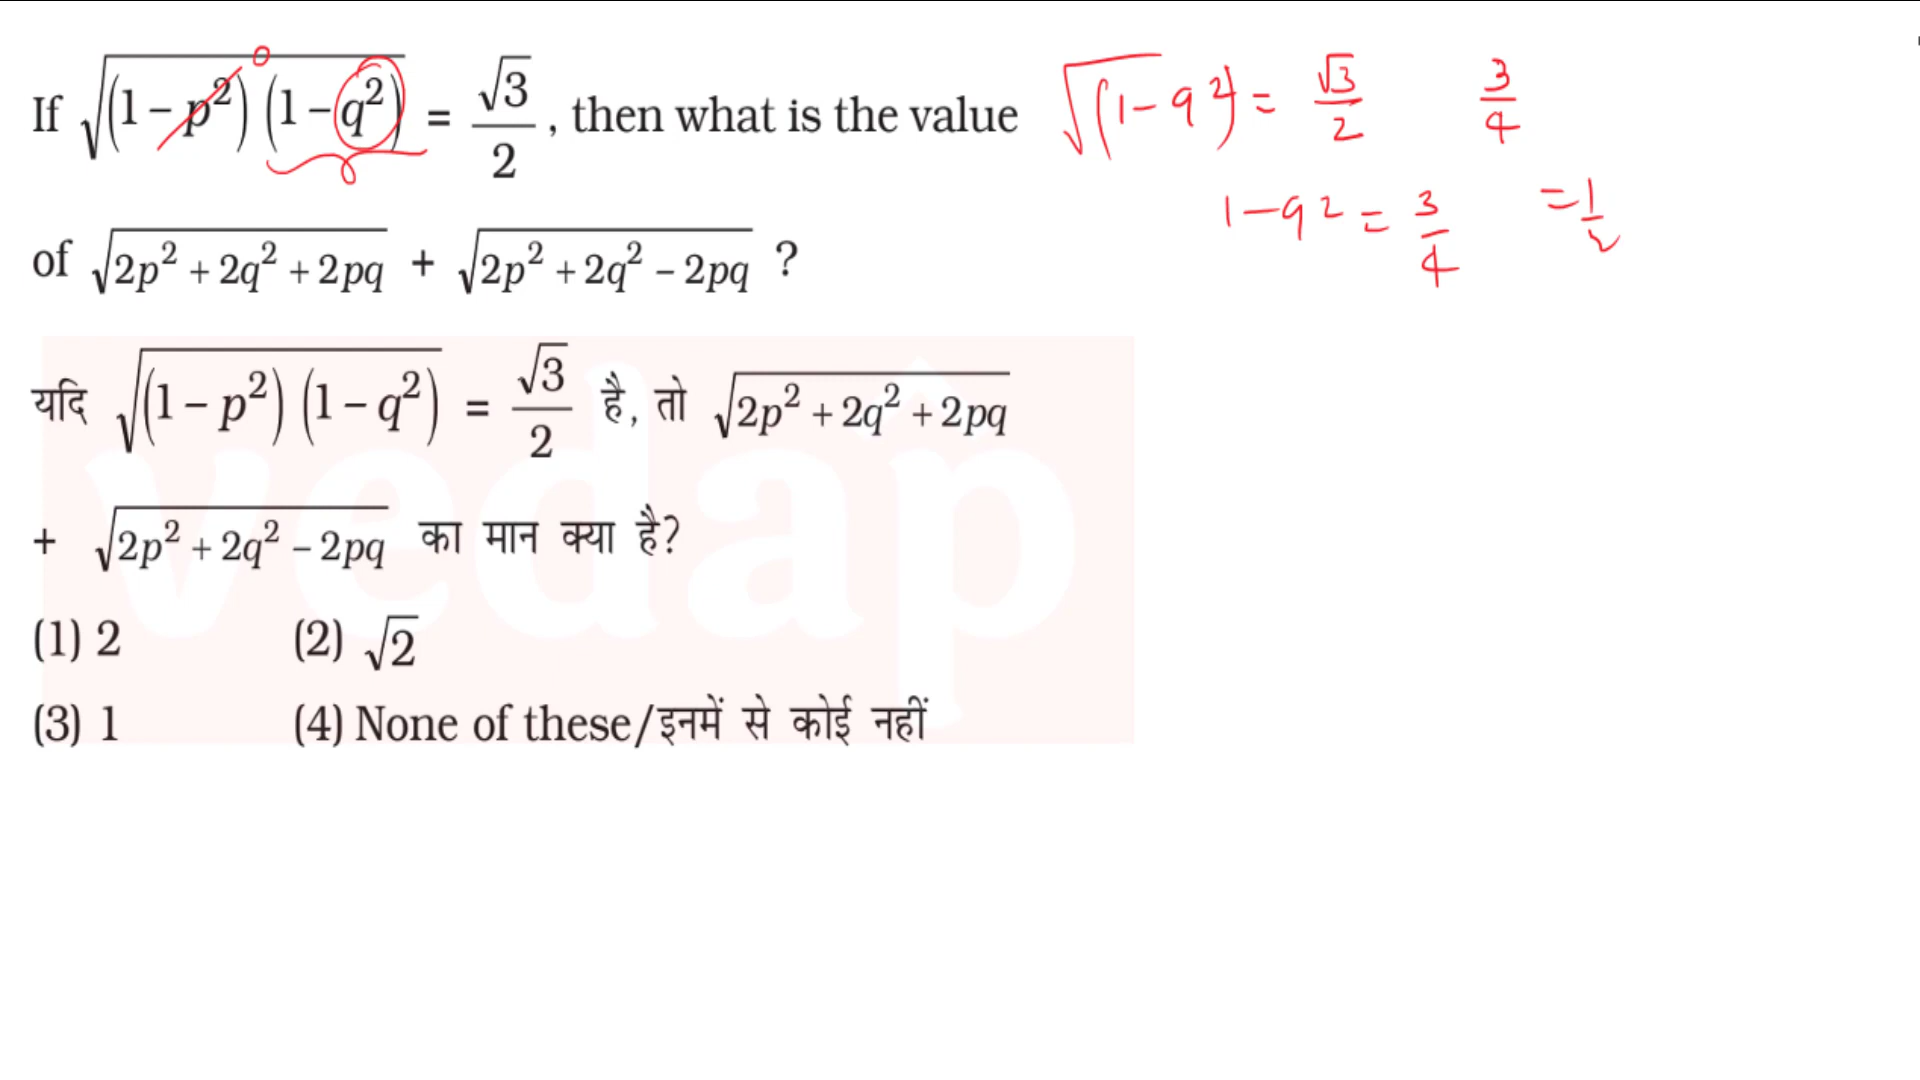 If √(1 – p²) (1 – q²) = √3/2, then what is the value
of √2p² + 2q² + 2pq + √2p² + 2q² – 2pq ?
यदि √(1 – p²) (1 – q²) = √3/2 है, तो √2p² + 2q² + 2pq
+ √2p² + 2q² – 2pq का मान क्या है?
(1) 2 (2) √2
(3) 1 (4) None of these/इनमें से कोई नहीं
0
√(1-q2) = √3/2 3/4
1-q2 = 3/4 = 1/2
vedap